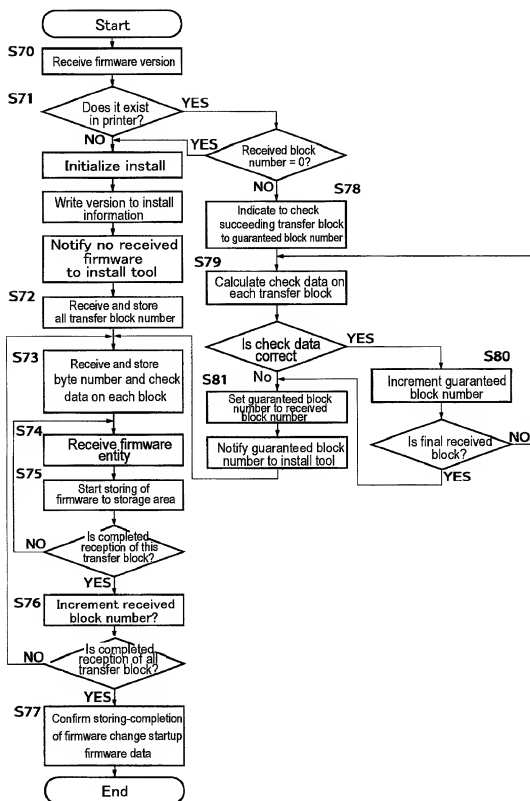 Start
S70
Receive firmware version
S71
Does it exist
in printer?
YES
NO
YES
Received block
number = 0?
Initialize install
NO
S78
Write version to install
information
Indicate to check
succeeding transfer block
to guaranteed block number
Notify no received
firmware
to install tool
S79
Calculate check data on
each transfer block
S72
Receive and store
all transfer block number
Is check data
correct
YES
S73
Receive and store
byte number and check
data on each block
No
S80
Increment guaranteed
block number
S81
Set guaranteed block
number to received
block number
S74
Receive firmware
entity
Notify guaranteed block
number to install tool
Is final received
block?
NO
YES
S75
Start storing of
firmware to storage area
Is completed
reception of this
transfer block?
NO
YES
S76
Increment received
block number?
Is completed
reception of all
transfer block?
NO
YES
S77
Confirm storing-completion
of firmware change startup
firmware data
End